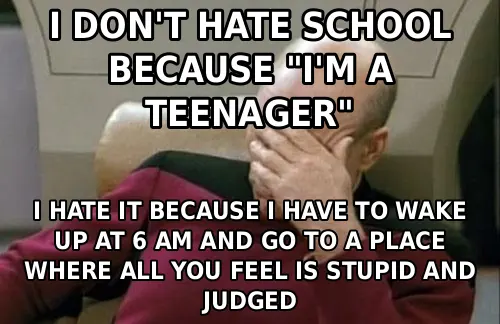 I DON'T HATE SCHOOL
BECAUSE "I'M A
TEENAGER"
I HATE IT BECAUSE I HAVE TO WAKE
UP AT 6 AM AND GO TO A PLACE
WHERE ALL YOU FEEL IS STUPID AND
JUDGED